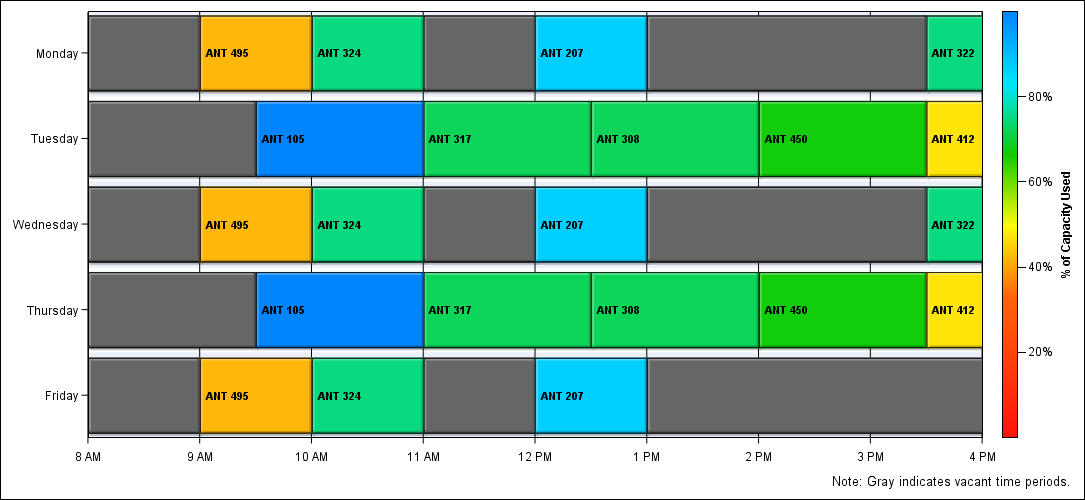 Monday
ANT 495 ANT 324 ANT 207 ANT 322
Tuesday
ANT 105 ANT 317 ANT 308 ANT 450 ANT 412
Wednesday
ANT 495 ANT 324 ANT 207 ANT 322
Thursday
ANT 105 ANT 317 ANT 308 ANT 450 ANT 412
Friday
ANT 495 ANT 324 ANT 207
8 AM 9 AM 10 AM 11 AM 12 PM 1 PM 2 PM 3 PM 4 PM
80%
60%
40%
20%
% of Capacity Used
Note: Gray indicates vacant time periods.